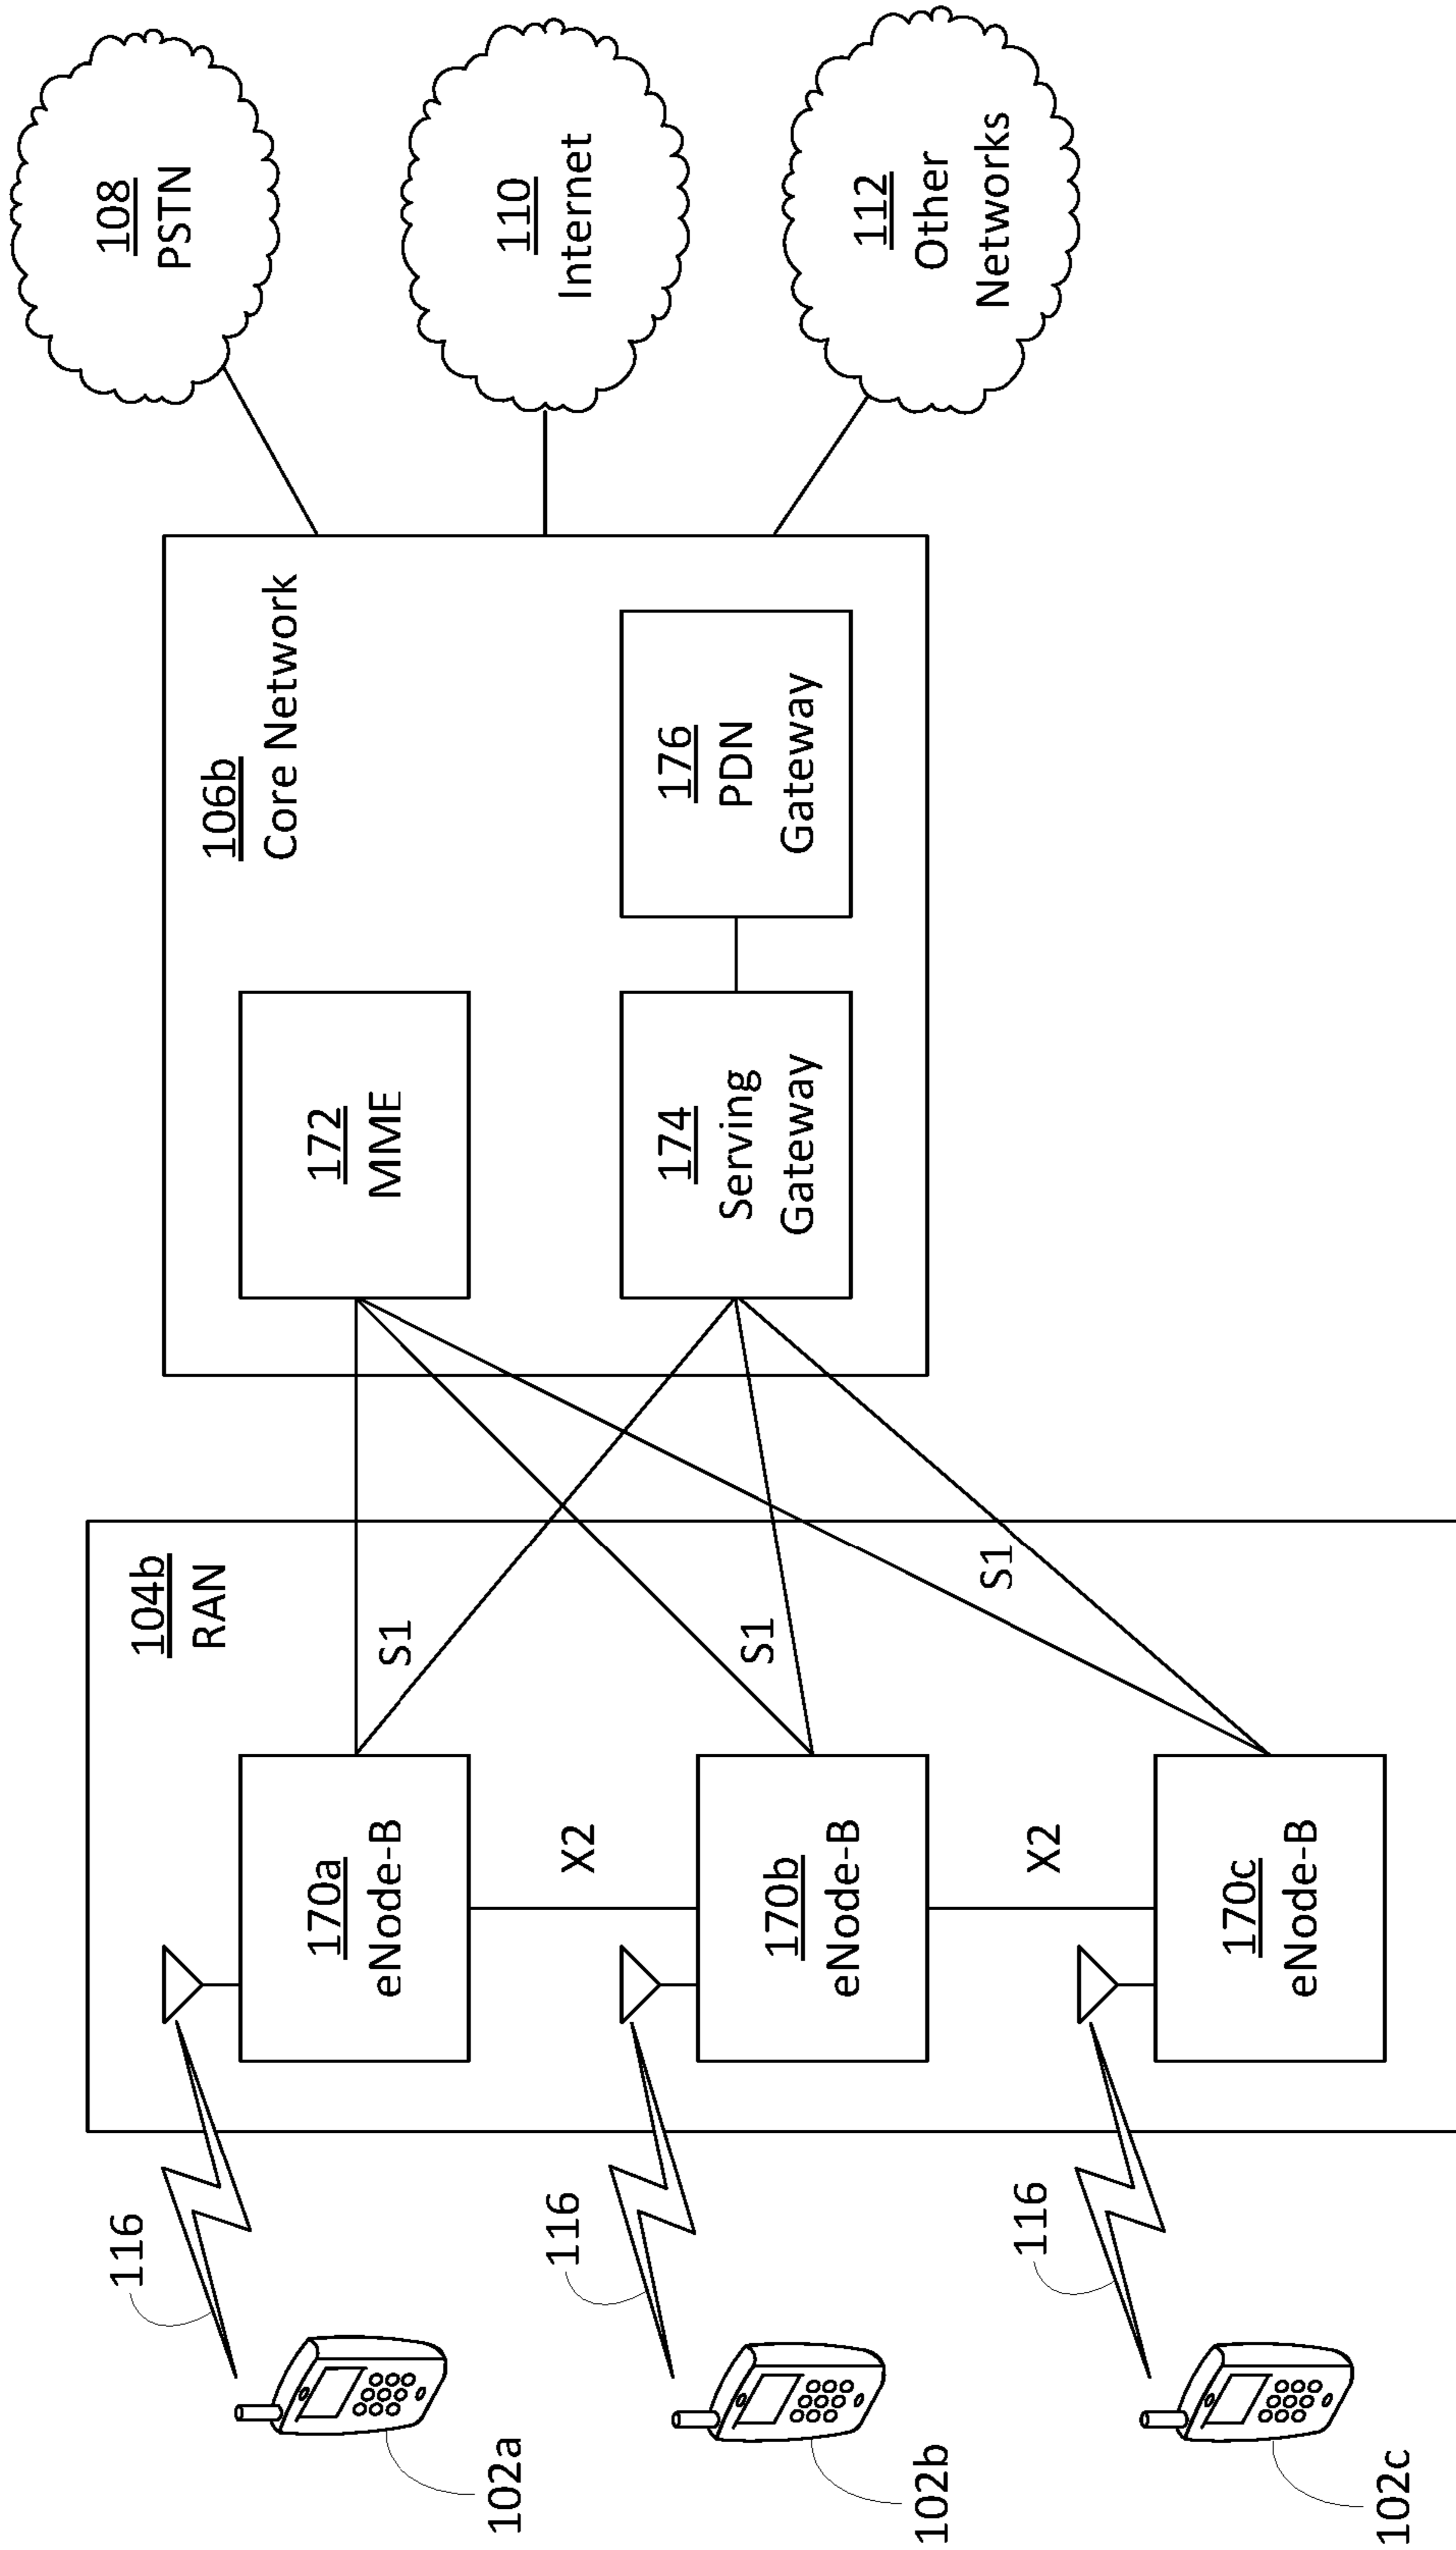 116
102a
116
102b
116
102c
104b
RAN
170a
eNode-B
X2
170b
eNode-B
X2
170c
eNode-B
S1
S1
S1
106b
Core Network
172
MME
174
Serving
Gateway
176
PDN
Gateway
108
PSTN
110
Internet
112
Other
Networks